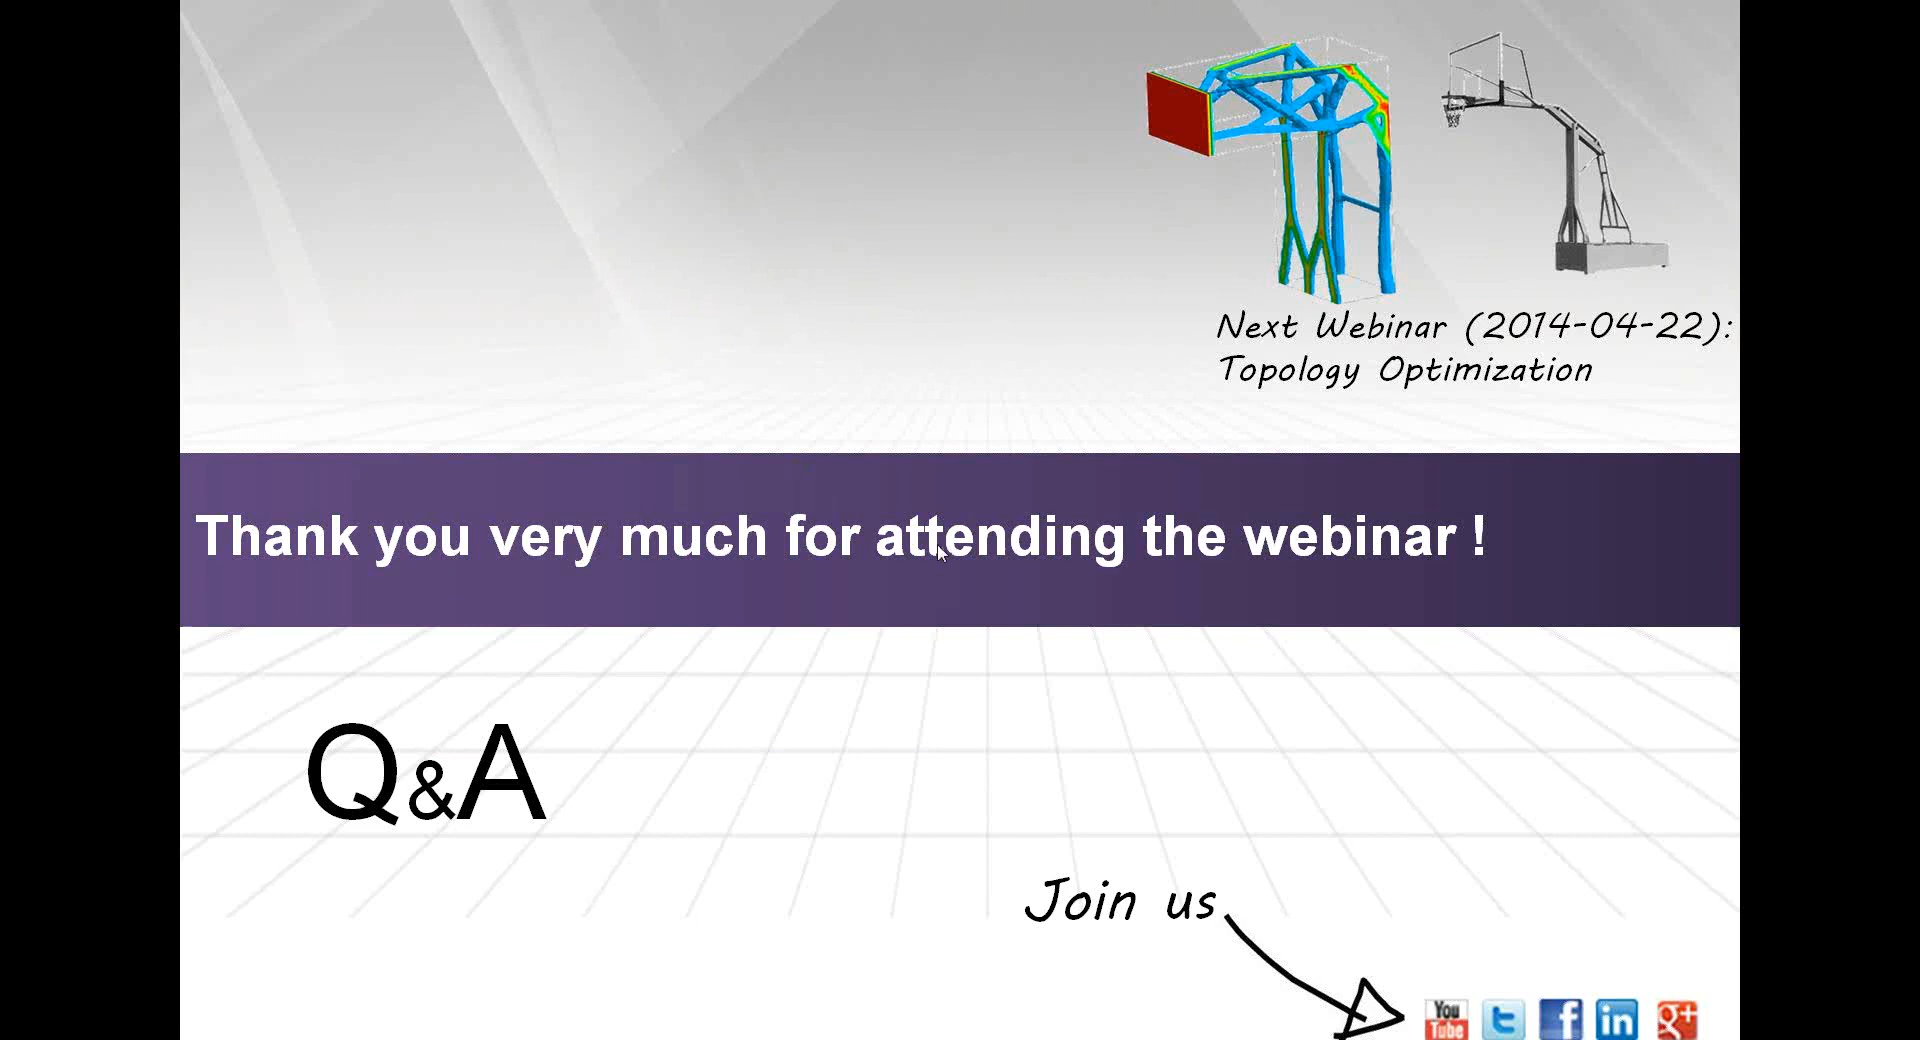 Next Webinar (2014-04-22):
Topology Optimization
Thank you very much for attending the webinar !
Q&A
Join us
You
Tube
t
f
in
g+